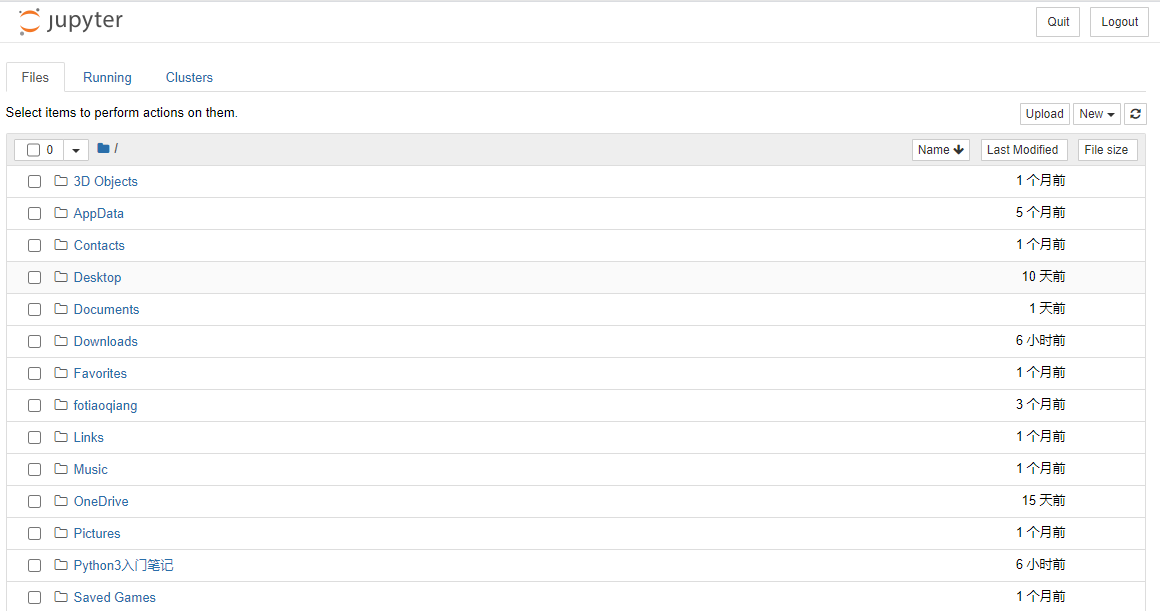 jupyter Quit Logout
Files Running Clusters
Select items to perform actions on them. Upload New
0 / Name Last Modified File size
3D Objects 1 个月前
AppData 5 个月前
Contacts 1 个月前
Desktop 10 天前
Documents 1 天前
Downloads 6 小时前
Favorites 1 个月前
fotiaoqiang 3 个月前
Links 1 个月前
Music 1 个月前
OneDrive 15 天前
Pictures 1 个月前
Python3入门笔记 6 小时前
Saved Games 1 个月前